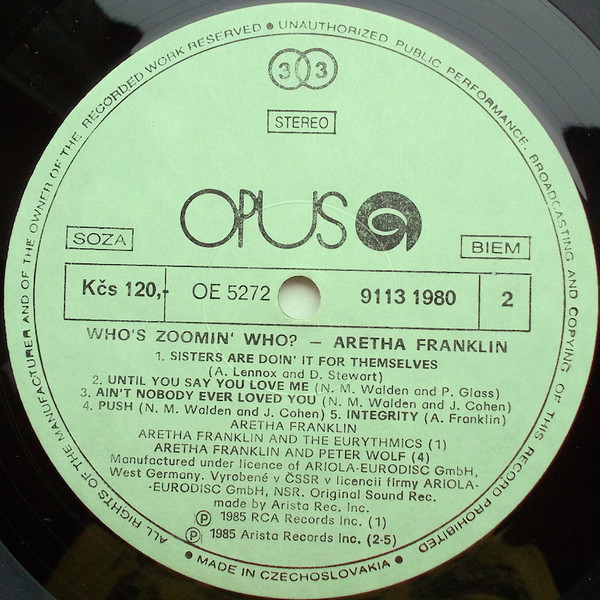 ALL RIGHTS OF THE MANUFACTURER AND OF THE OWNER OF THE RECORDED WORK RESERVED ● UNAUTHORIZED PUBLIC PERFORMANCE, BROADCASTING AND COPYING OF THIS RECORD PROHIBITED
33
STEREO
OPUS
SOZA
BIEM
Kčs 120,- OE 5272 9113 1980 2
WHO'S ZOOMIN' WHO? — ARETHA FRANKLIN
1. SISTERS ARE DOIN' IT FOR THEMSELVES
(A. Lennox and D. Stewart)
2. UNTIL YOU SAY YOU LOVE ME (N. M. Walden and P. Glass)
3. AIN'T NOBODY EVER LOVED YOU (N. M. Walden and J. Cohen)
4. PUSH (N. M. Walden and J. Cohen) 5. INTEGRITY (A. Franklin)
ARETHA FRANKLIN
ARETHA FRANKLIN AND THE EURYTHMICS (1)
ARETHA FRANKLIN AND PETER WOLF (4)
Manufactured under licence of ARIOLA-EURODISC GmbH,
West Germany. Vyrobené v ČSSR v licencii firmy ARIOLA-
-EURODISC GmbH, NSR. Original Sound Rec.
made by Arista Rec. Inc.
Ⓟ 1985 RCA Records Inc. (1)
Ⓟ 1985 Arista Records Inc. (2-5)
● MADE IN CZECHOSLOVAKIA ●